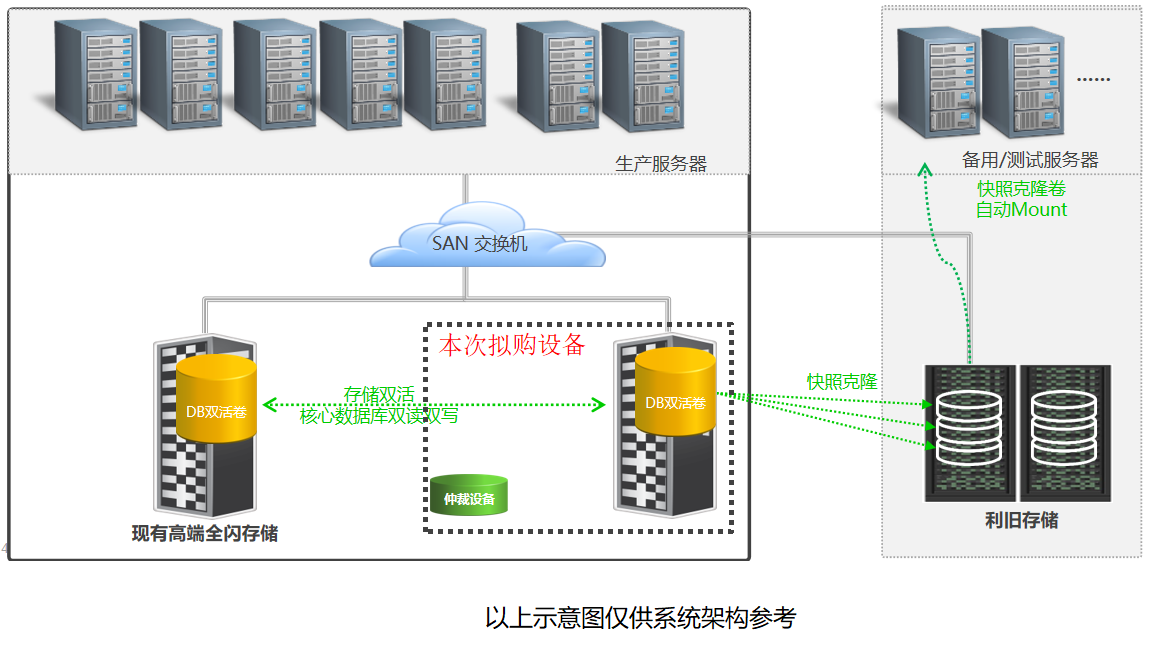 生产服务器
......
备用/测试服务器
快照克隆卷
自动Mount
SAN 交换机
本次拟购设备
DB双活卷
存储双活
核心数据库双读双写
DB双活卷
快照克隆
仲裁设备
现有高端全闪存储
利旧存储
4
以上示意图仅供系统架构参考